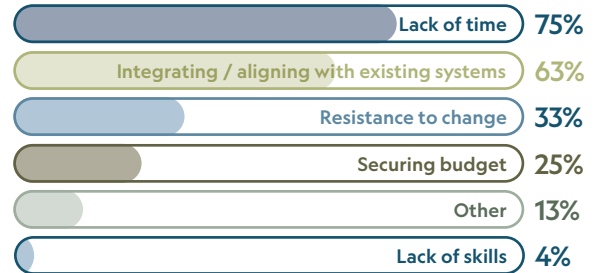 Lack of time 75%
Integrating / aligning with existing systems 63%
Resistance to change 33%
Securing budget 25%
Other 13%
Lack of skills 4%